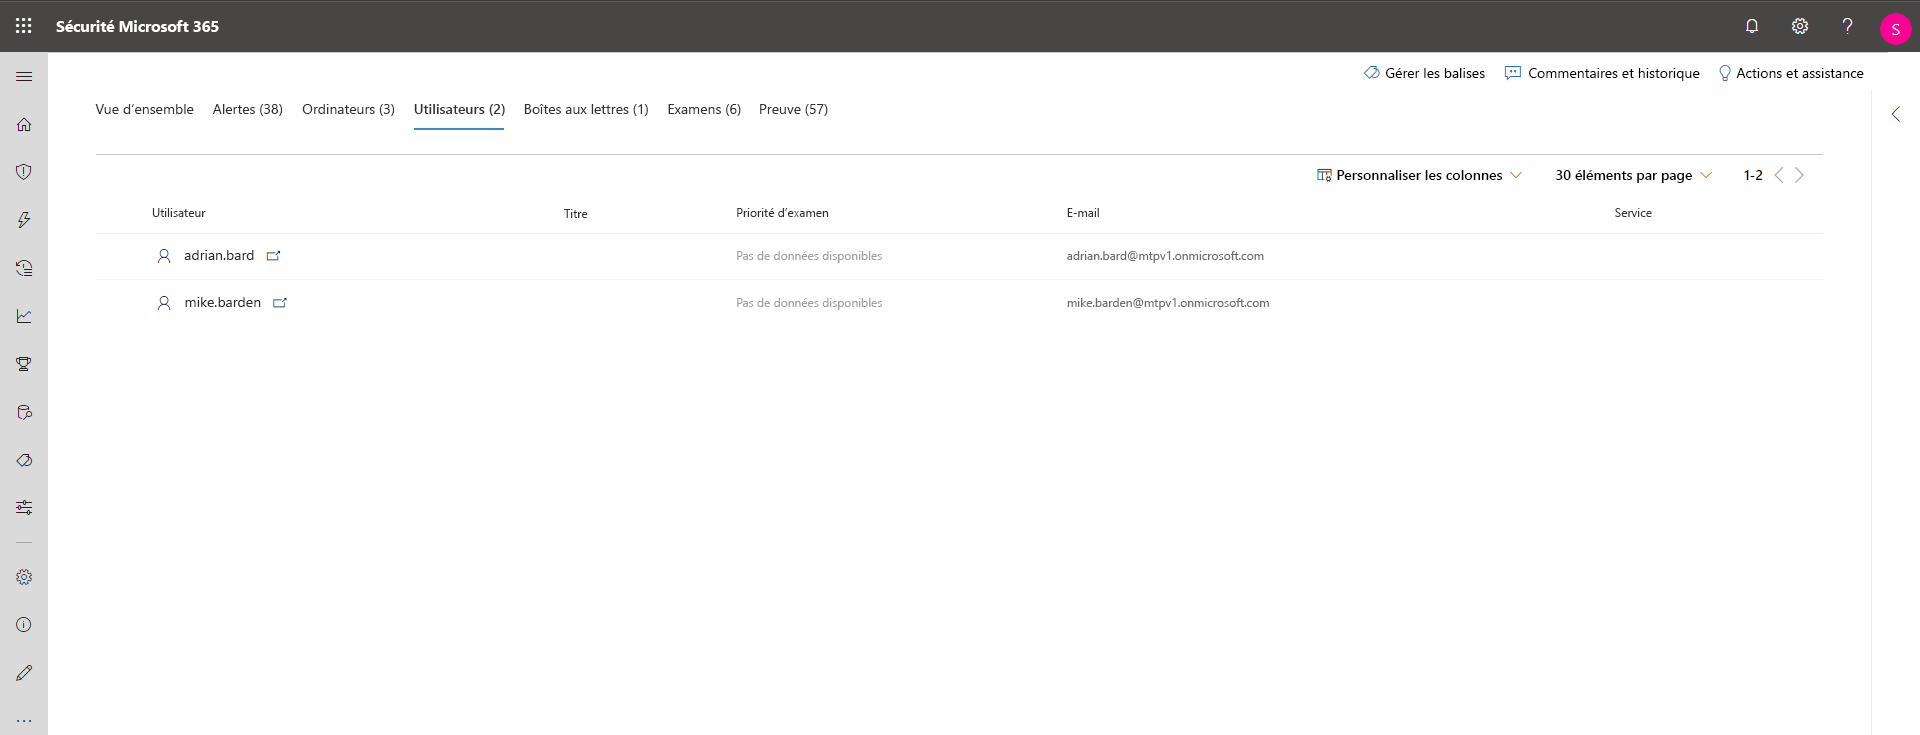 Sécurité Microsoft 365
S
Gérer les balises Commentaires et historique Actions et assistance
Vue d’ensemble Alertes (38) Ordinateurs (3) Utilisateurs (2) Boîtes aux lettres (1) Examens (6) Preuve (57)
Personnaliser les colonnes 30 éléments par page 1-2
Utilisateur Titre Priorité d’examen E-mail Service
adrian.bard Pas de données disponibles adrian.bard@mtpv1.onmicrosoft.com
mike.barden Pas de données disponibles mike.barden@mtpv1.onmicrosoft.com